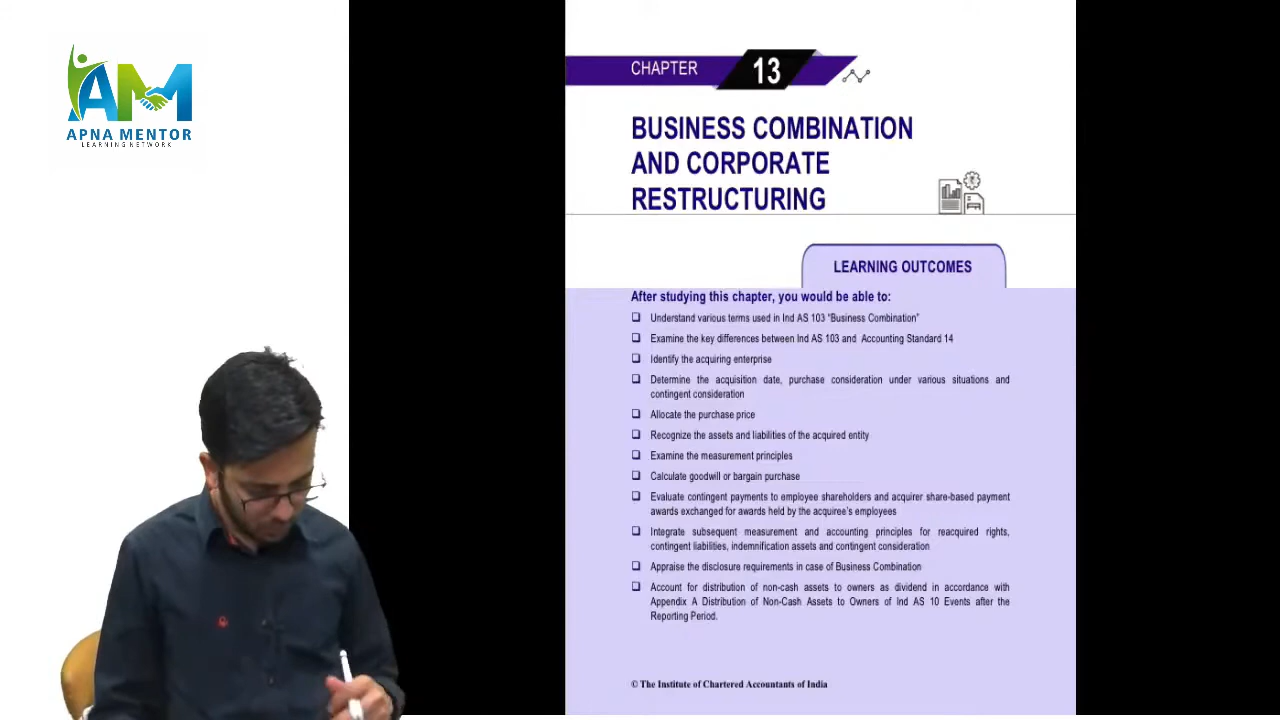 AM
APNA MENTOR
LEARNING NETWORK
CHAPTER 13
BUSINESS COMBINATION
AND CORPORATE
RESTRUCTURING
LEARNING OUTCOMES
After studying this chapter, you would be able to:
❑ Understand various terms used in Ind AS 103 “Business Combination”
❑ Examine the key differences between Ind AS 103 and Accounting Standard 14
❑ Identify the acquiring enterprise
❑ Determine the acquisition date, purchase consideration under various situations and
contingent consideration
❑ Allocate the purchase price
❑ Recognize the assets and liabilities of the acquired entity
❑ Examine the measurement principles
❑ Calculate goodwill or bargain purchase
❑ Evaluate contingent payments to employee shareholders and acquirer share-based payment
awards exchanged for awards held by the acquiree’s employees
❑ Integrate subsequent measurement and accounting principles for reacquired rights,
contingent liabilities, indemnification assets and contingent consideration
❑ Appraise the disclosure requirements in case of Business Combination
❑ Account for distribution of non-cash assets to owners as dividend in accordance with
Appendix A Distribution of Non-Cash Assets to Owners of Ind AS 10 Events after the
Reporting Period.
© The Institute of Chartered Accountants of India